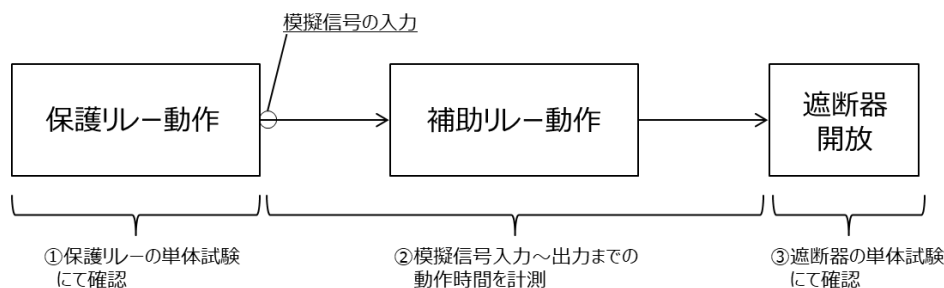 模擬信号の入力
保護リレー動作
補助リレー動作
遮断器
開放
①保護リレーの単体試験
にて確認
②模擬信号入力～出力までの
動作時間を計測
③遮断器の単体試験
にて確認